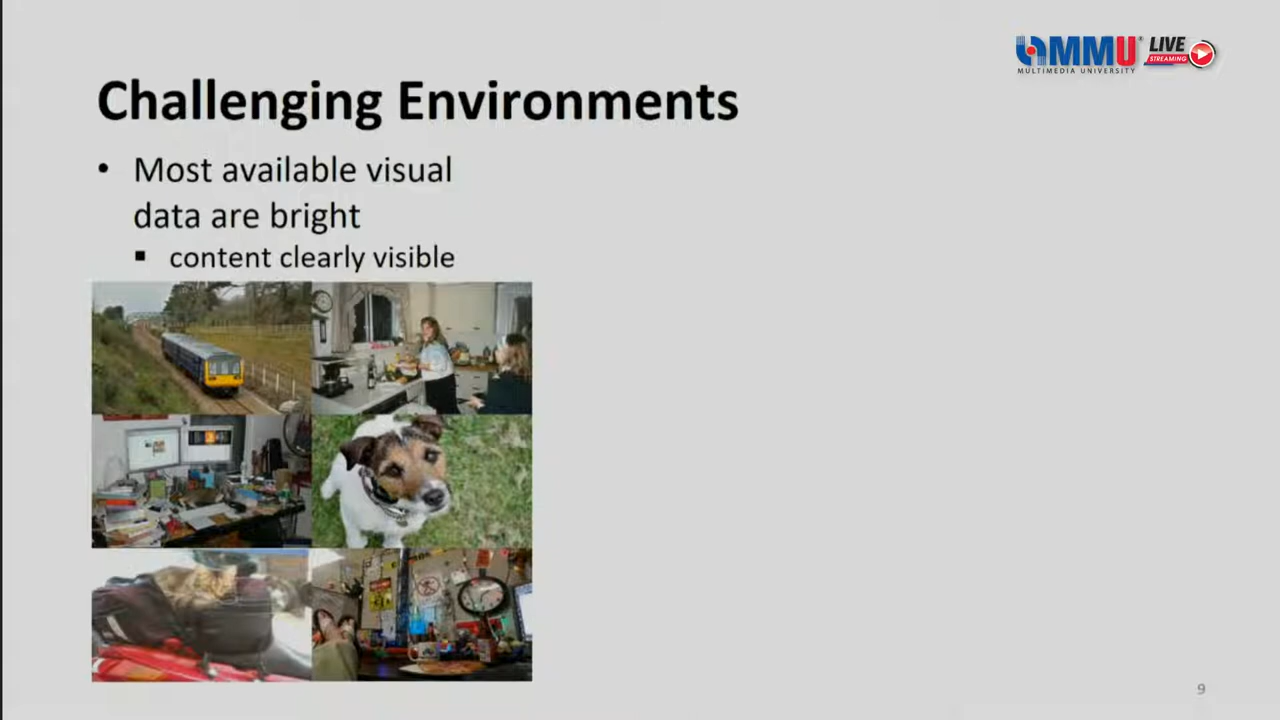 MMU
LIVE
STREAMING
MULTIMEDIA UNIVERSITY
Challenging Environments
• Most available visual
data are bright
▪ content clearly visible
9